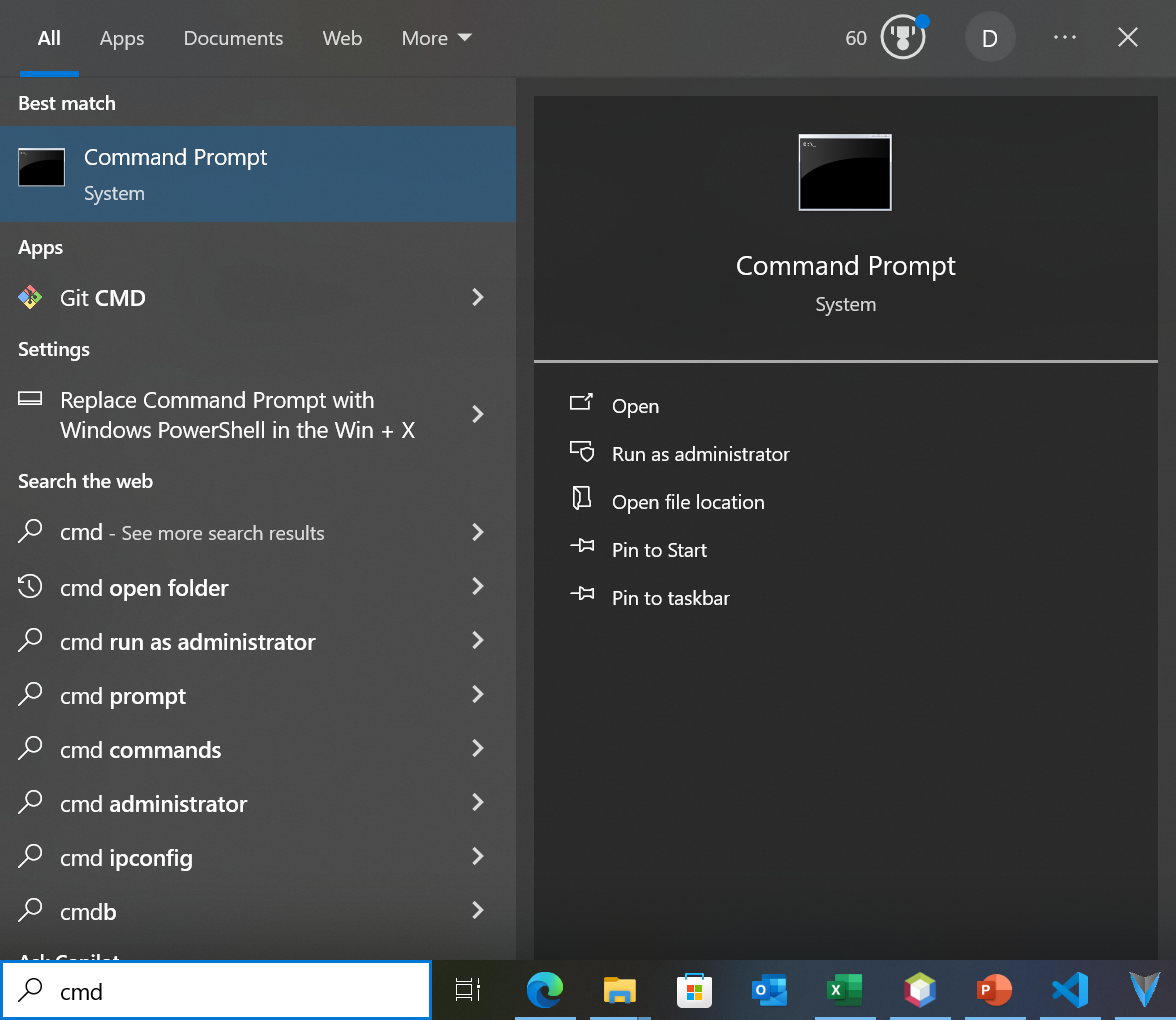 All Apps Documents Web More 60 D
Best match
Command Prompt
System
Apps
Git CMD
Settings
Replace Command Prompt with
Windows PowerShell in the Win + X
Search the web
cmd - See more search results
cmd open folder
cmd run as administrator
cmd prompt
cmd commands
cmd administrator
cmd ipconfig
cmdb
Ask Copilot
cmd
Command Prompt
System
Open
Run as administrator
Open file location
Pin to Start
Pin to taskbar